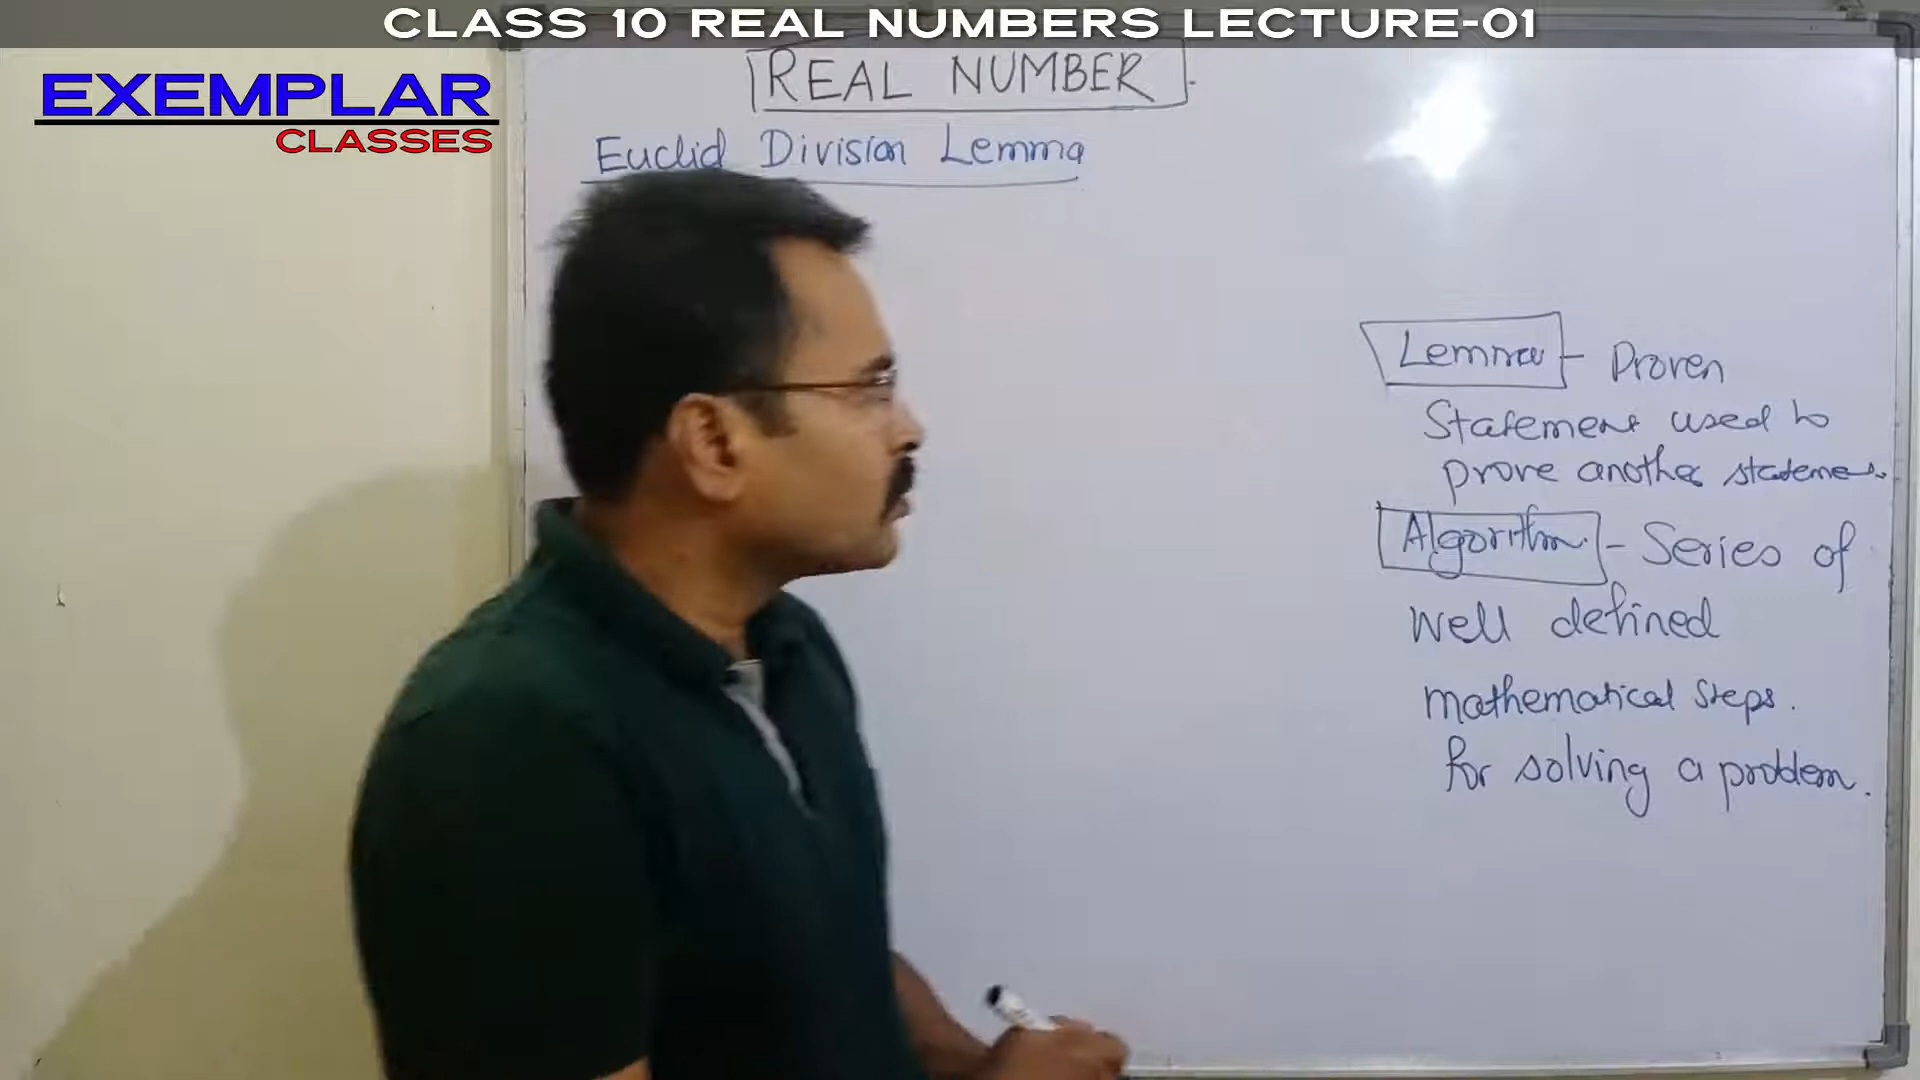 CLASS 10 REAL NUMBERS LECTURE-01
EXEMPLAR
CLASSES
REAL NUMBER
Euclid Division Lemma
Lemma - Proven
Statement used to
prove another statement.
Algorithm - Series of
well defined
mathematical steps.
for solving a problem.